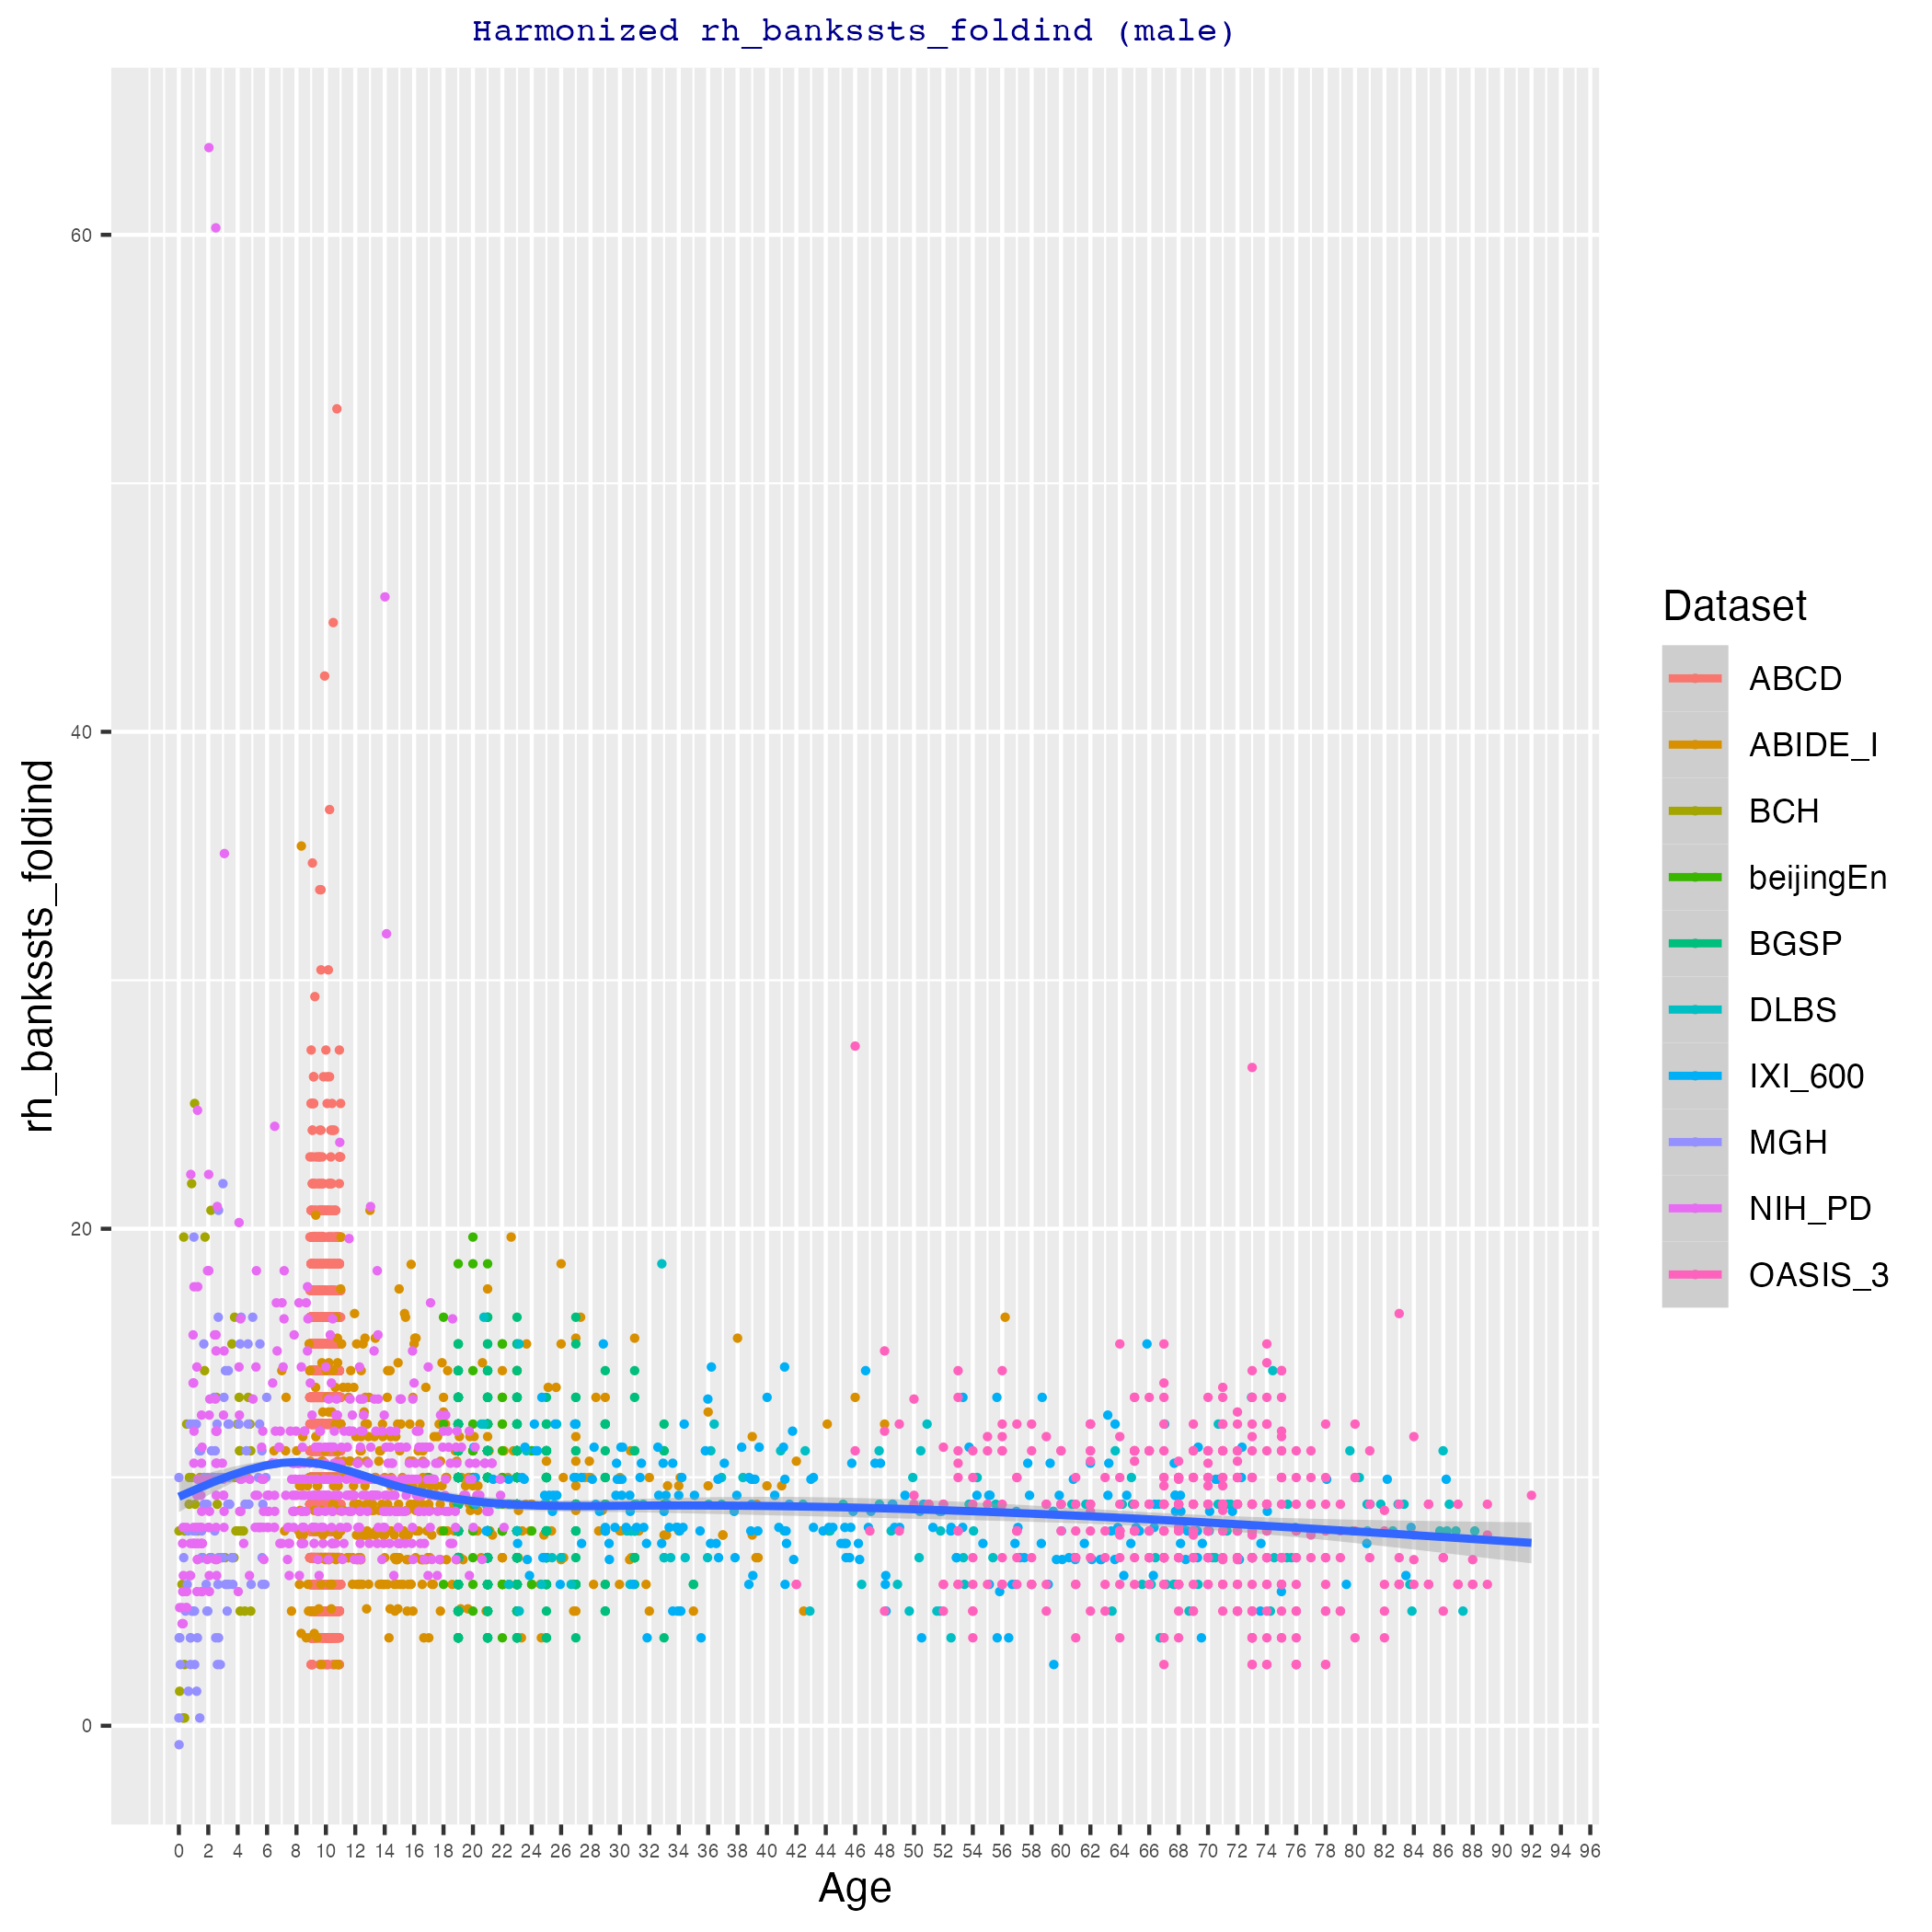 Harmonized rh_bankssts_foldind (male)
rh_bankssts_foldind
60
40
20
0
0 2 4 6 8 10 12 14 16 18 20 22 24 26 28 30 32 34 36 38 40 42 44 46 48 50 52 54 56 58 60 62 64 66 68 70 72 74 76 78 80 82 84 86 88 90 92 94 96
Age
Dataset
ABCD
ABIDE_I
BCH
beijingEn
BGSP
DLBS
IXI_600
MGH
NIH_PD
OASIS_3